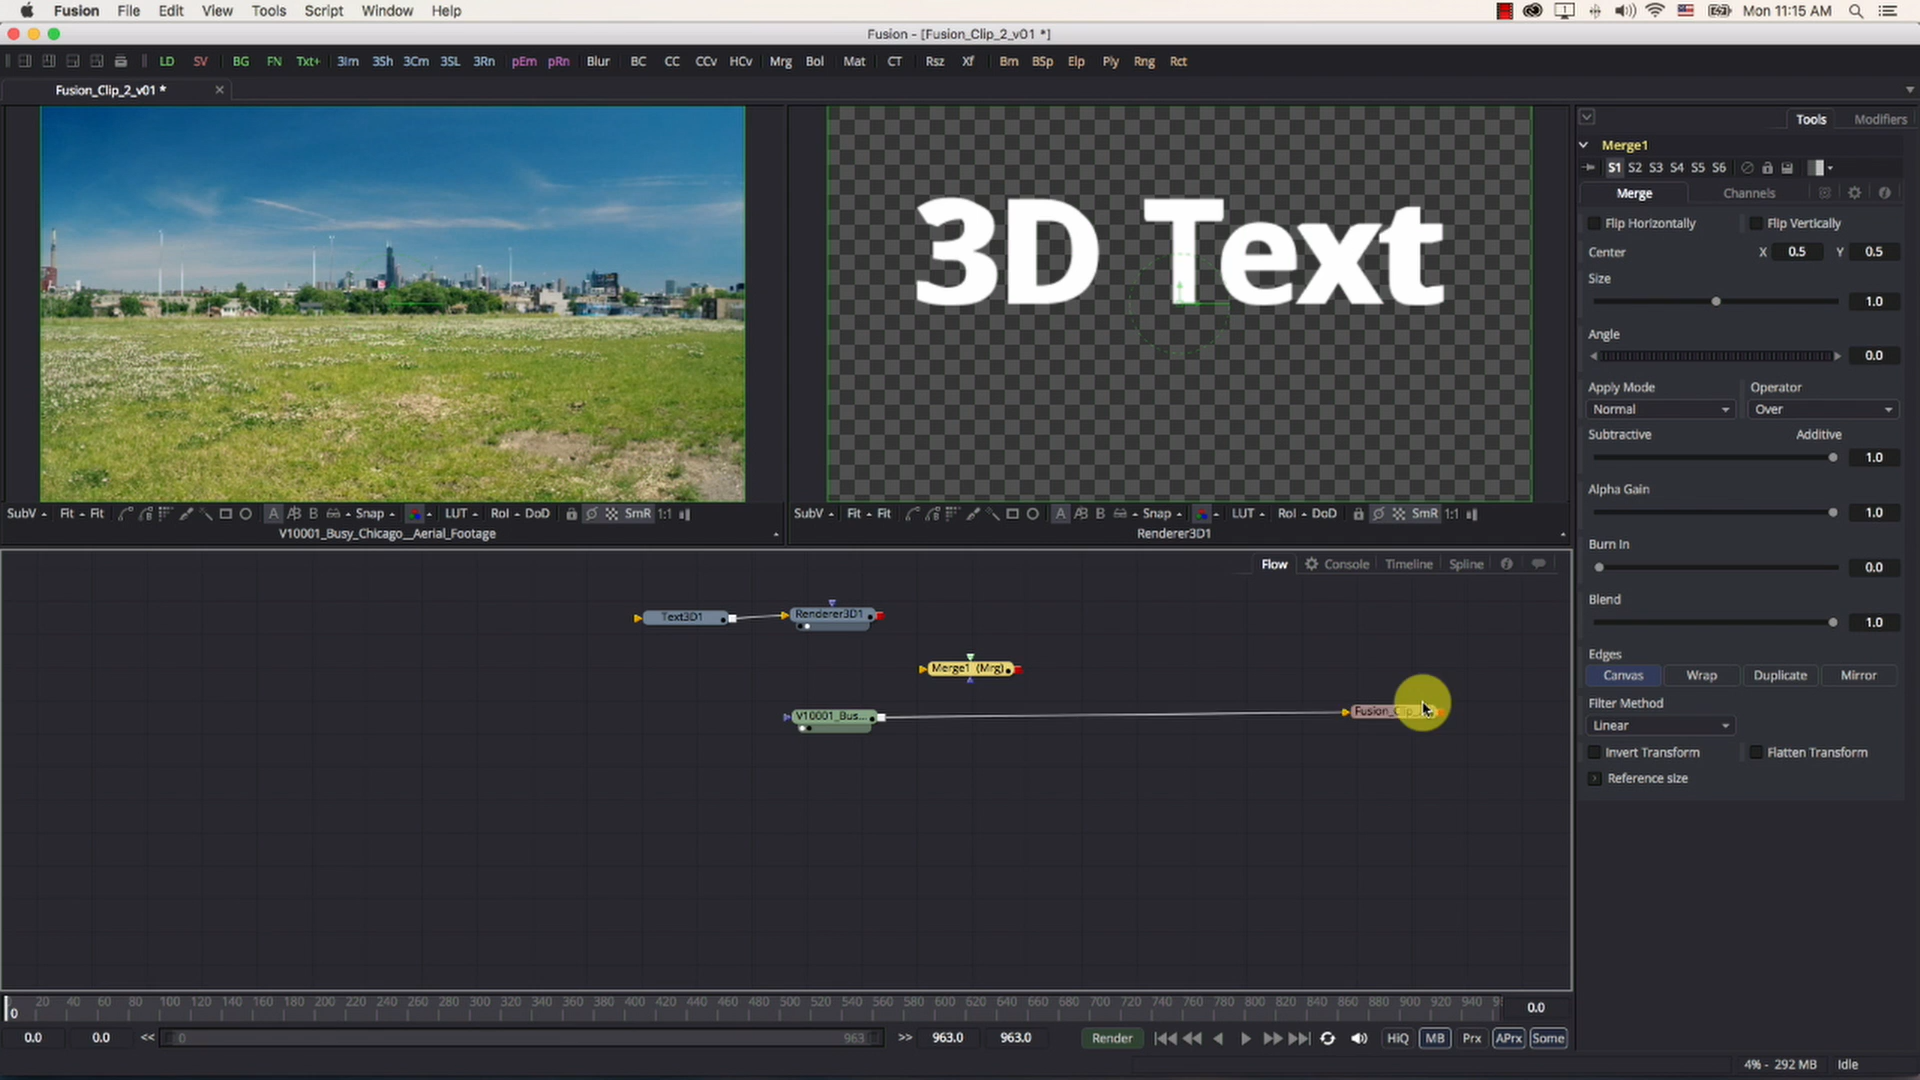 Fusion File Edit View Tools Script Window Help Mon 11:15 AM
Fusion - [Fusion_Clip_2_v01 *]
LD SV BG FN Txt+ 3Im 3Sh 3Cm 3SL 3Rn pEm pRn Blur BC CC CCv HCv Mrg Bol Mat CT Rsz Xf Bm BSp Elp Ply Rng Rct
Fusion_Clip_2_v01 *
Tools Modifiers
Merge1
S1 S2 S3 S4 S5 S6
Merge Channels
Flip Horizontally Flip Vertically
Center X 0.5 Y 0.5
Size
1.0
Angle
0.0
Apply Mode Operator
Normal Over
Subtractive Additive
1.0
Alpha Gain
1.0
Burn In
0.0
Blend
1.0
Edges
Canvas Wrap Duplicate Mirror
Filter Method
Linear
Invert Transform Flatten Transform
Reference size
3D Text
SubV Fit Fit A B Snap LUT RoI DoD SmR 1:1
V10001_Busy_Chicago__Aerial_Footage
SubV Fit Fit A B Snap LUT RoI DoD SmR 1:1
Renderer3D1
Flow Console Timeline Spline
Text3D1 Renderer3D1
Merge1 (Mrg)
V10001_Bus...
Fusion_Clip
0 20 40 60 80 100 120 140 160 180 200 220 240 260 280 300 320 340 360 380 400 420 440 460 480 500 520 540 560 580 600 620 640 660 680 700 720 740 760 780 800 820 840 860 880 900 920 940 0.0
0.0 0.0 << 0 963 >> 963.0 963.0 Render HiQ MB Prx APrx Some
4% - 292 MB Idle